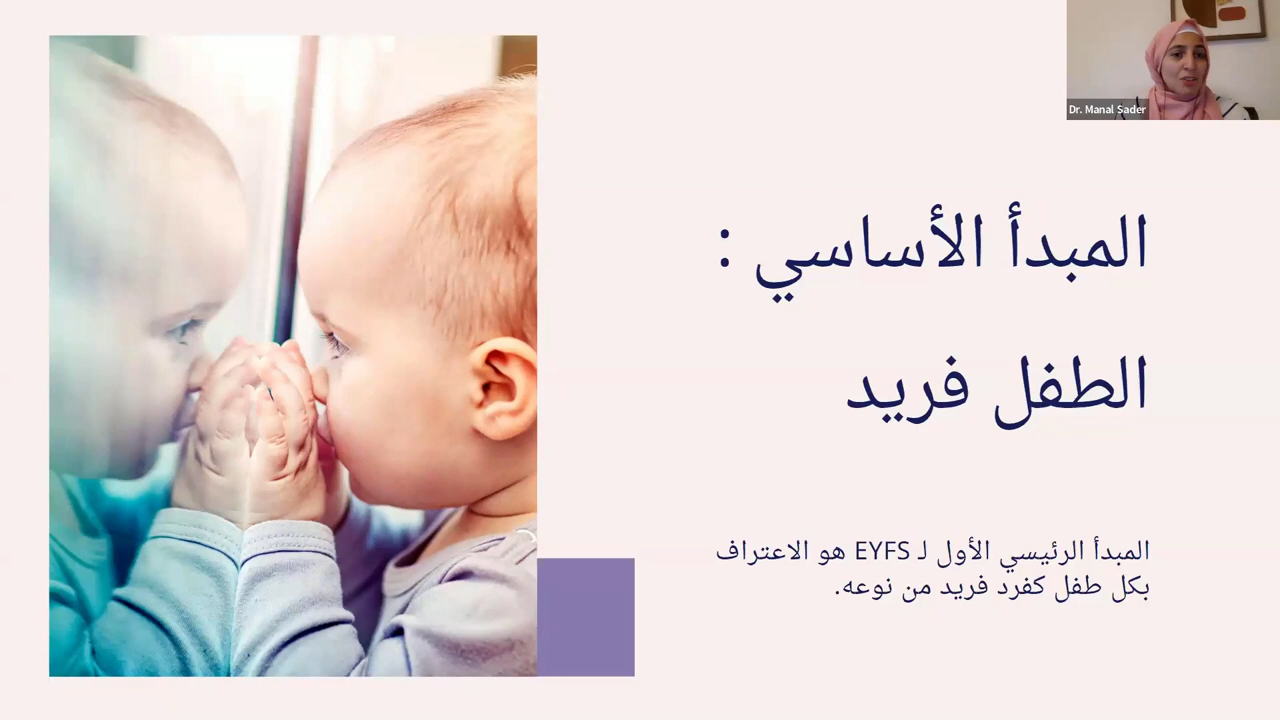 Dr. Manal Sader
المبدأ الأساسي :
الطفل فريد
المبدأ الرئيسي الأول لـ EYFS هو الاعتراف
بكل طفل كفرد فريد من نوعه.